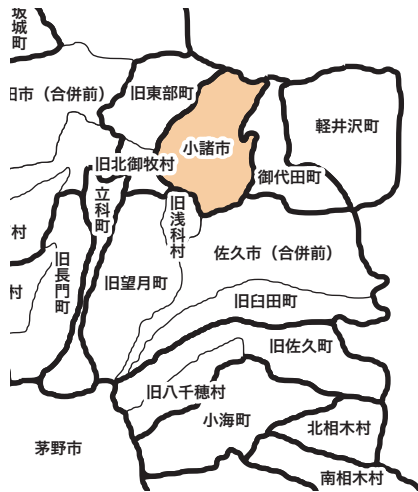 坂城町
田市（合併前）
旧東部町
軽井沢町
小諸市
旧北御牧村
御代田町
立科町
旧浅科村
村
佐久市（合併前）
旧長門町
旧望月町
村
旧臼田町
旧佐久町
旧八千穂村
小海町
北相木村
茅野市
南相木村